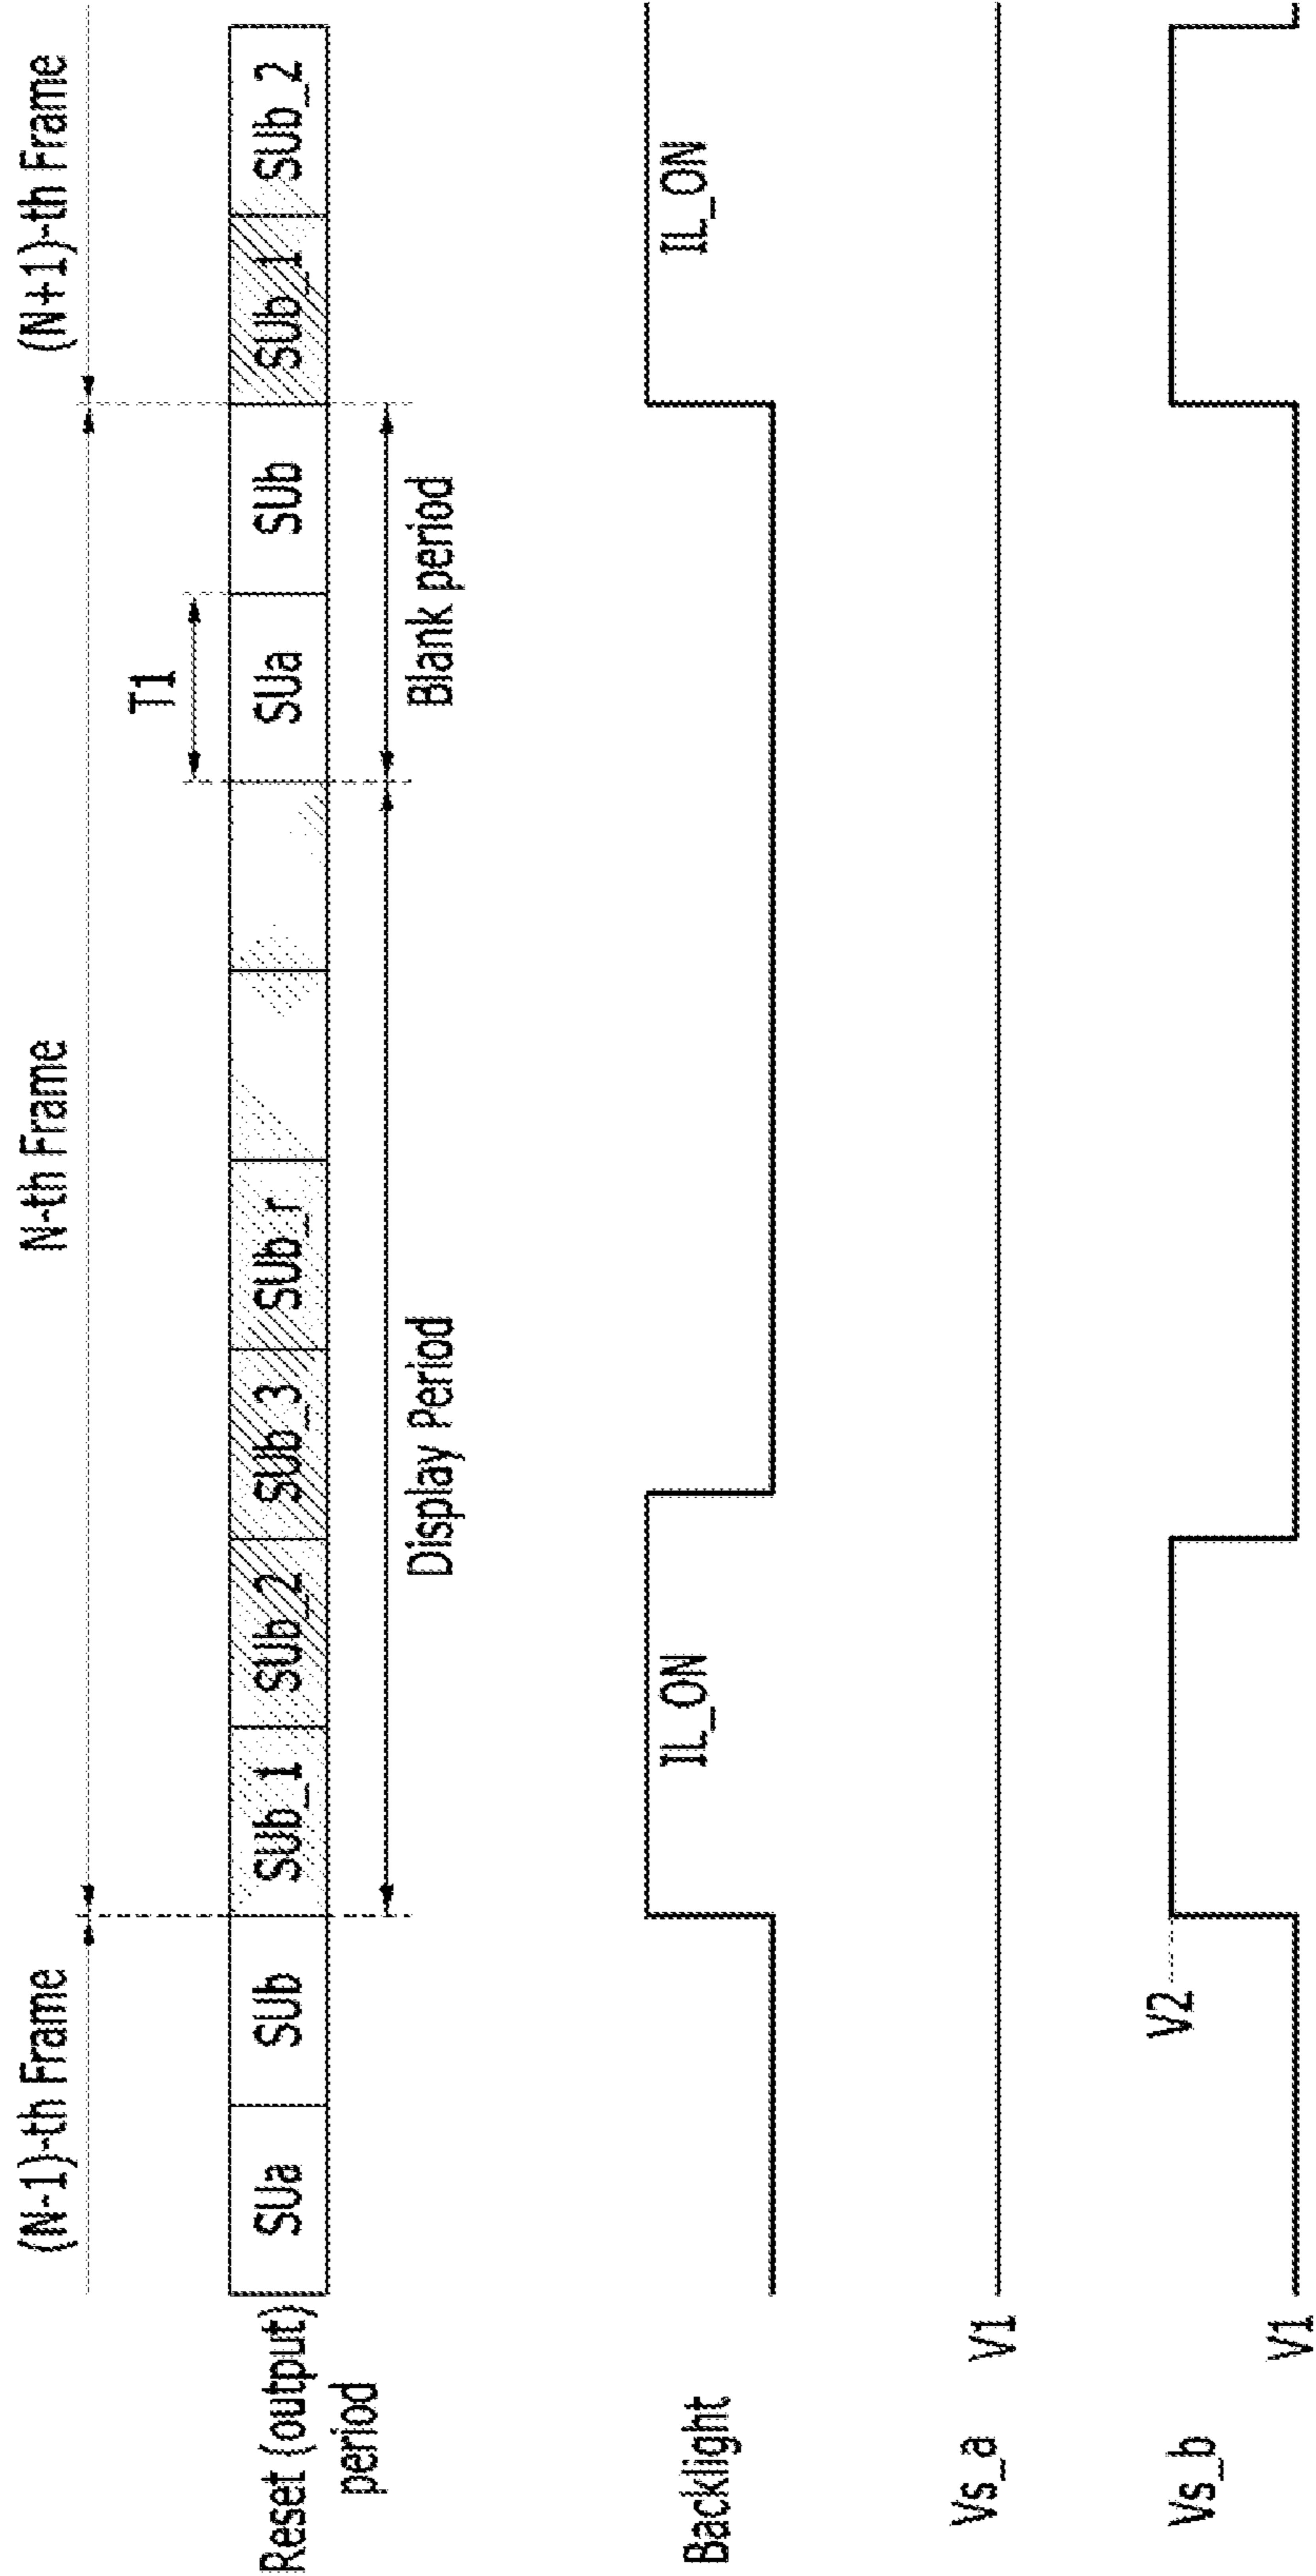 (N-1)-th Frame
N-th Frame
(N+1)-th Frame
T1
Reset (output)
period
SUa
SUb
SUb_1
SUb_2
SUb_3
SUb_r
SUa
SUb
SUb_1
SUb_2
Display Period
Blank period
Backlight
IL_ON
IL_ON
Vs_a
V1
Vs_b
V2
V1